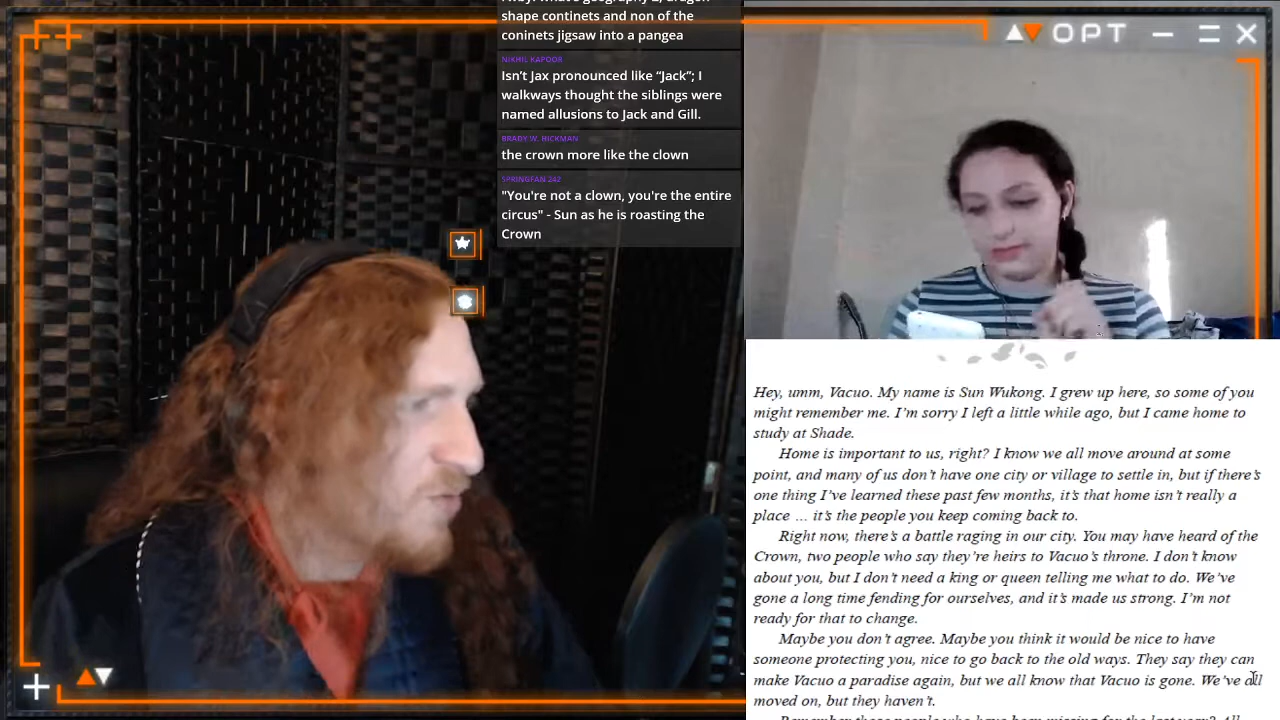 shape continets and non of the
coninets jigsaw into a pangea
NIKHIL KAPOOR
Isn't Jax pronounced like "Jack"; I
walkways thought the siblings were
named allusions to Jack and Gill.
BRADY W. HICKMAN
the crown more like the clown
SPRINGFAN 242
"You're not a clown, you're the entire
circus" - Sun as he is roasting the
Crown
OPT
Hey, umm, Vacuo. My name is Sun Wukong. I grew up here, so some of you
might remember me. I'm sorry I left a little while ago, but I came home to
study at Shade.
Home is important to us, right? I know we all move around at some
point, and many of us don't have one city or village to settle in, but if there's
one thing I've learned these past few months, it's that home isn't really a
place … it's the people you keep coming back to.
Right now, there's a battle raging in our city. You may have heard of the
Crown, two people who say they're heirs to Vacuo's throne. I don't know
about you, but I don't need a king or queen telling me what to do. We've
gone a long time fending for ourselves, and it's made us strong. I'm not
ready for that to change.
Maybe you don't agree. Maybe you think it would be nice to have
someone protecting you, nice to go back to the old ways. They say they can
make Vacuo a paradise again, but we all know that Vacuo is gone. We've all
moved on, but they haven't.